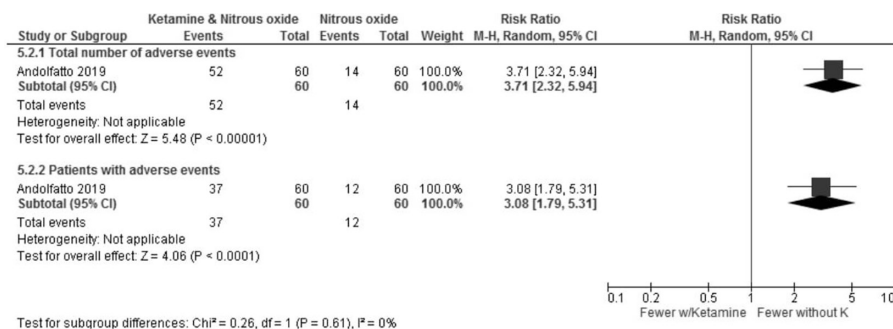 Ketamine & Nitrous oxide Nitrous oxide Risk Ratio Risk Ratio
Study or Subgroup Events Total Events Total Weight M-H, Random, 95% CI M-H, Random, 95% CI
5.2.1 Total number of adverse events
Andolfatto 2019 52 60 14 60 100.0% 3.71 [2.32, 5.94]
Subtotal (95% CI) 60 60 100.0% 3.71 [2.32, 5.94]
Total events 52 14
Heterogeneity: Not applicable
Test for overall effect: Z = 5.48 (P < 0.00001)
5.2.2 Patients with adverse events
Andolfatto 2019 37 60 12 60 100.0% 3.08 [1.79, 5.31]
Subtotal (95% CI) 60 60 100.0% 3.08 [1.79, 5.31]
Total events 37 12
Heterogeneity: Not applicable
Test for overall effect: Z = 4.06 (P < 0.0001)
0.1 0.2 0.5 1 2 5 10
Fewer w/Ketamine Fewer without K
Test for subgroup differences: Chi² = 0.26, df = 1 (P = 0.61), I² = 0%